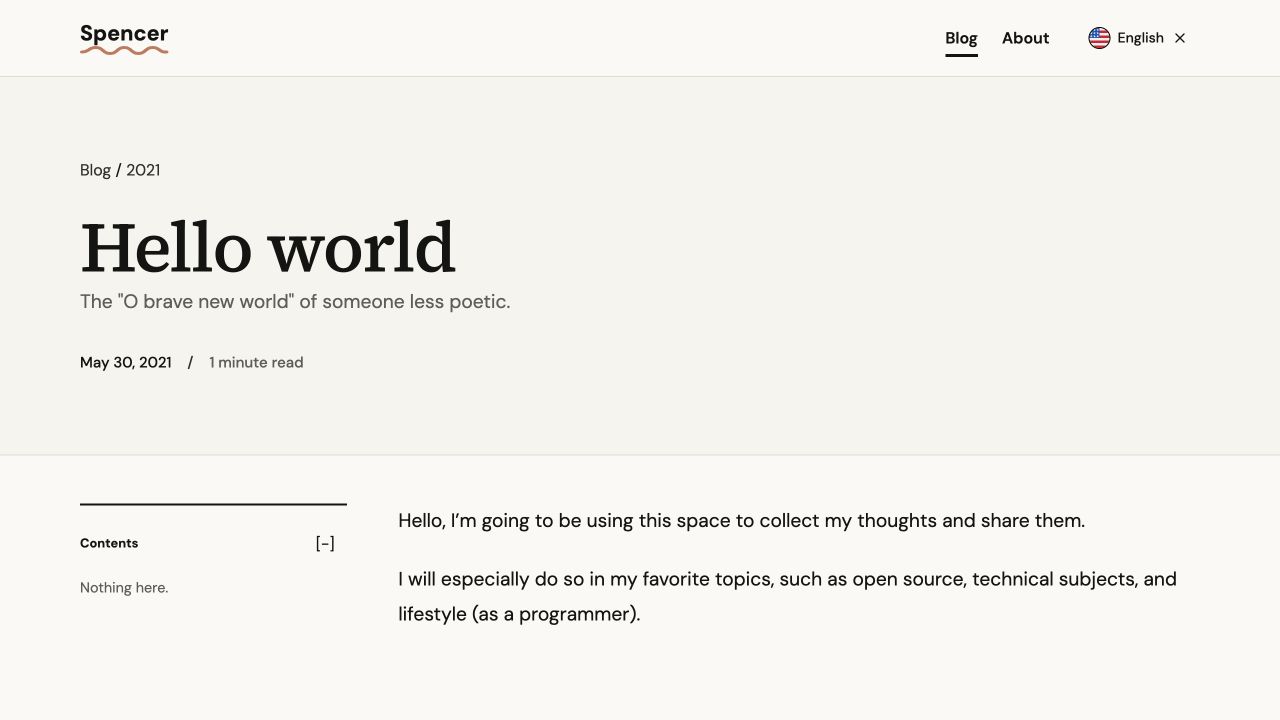 Spencer
Blog
About
English
Blog / 2021
Hello world
The "O brave new world" of someone less poetic.
May 30, 2021 / 1 minute read
Contents [-]
Nothing here.
Hello, I’m going to be using this space to collect my thoughts and share them.
I will especially do so in my favorite topics, such as open source, technical subjects, and
lifestyle (as a programmer).